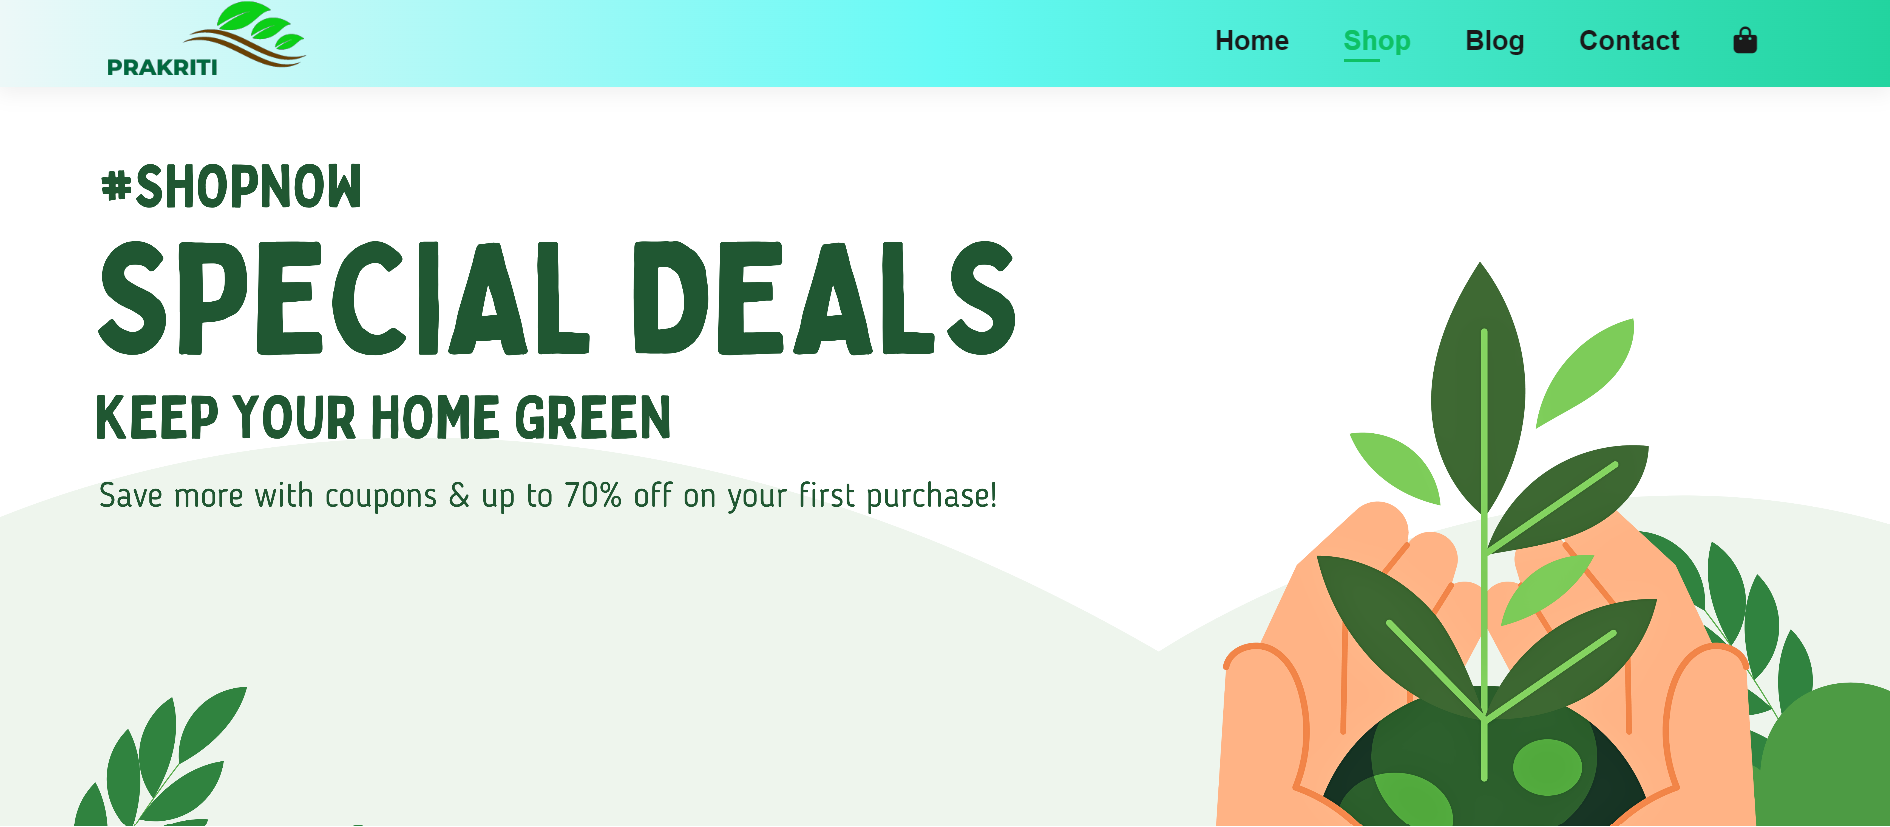 PRAKRITI
Home Shop Blog Contact
#SHOPNOW
SPECIAL DEALS
KEEP YOUR HOME GREEN
Save more with coupons & up to 70% off on your first purchase!